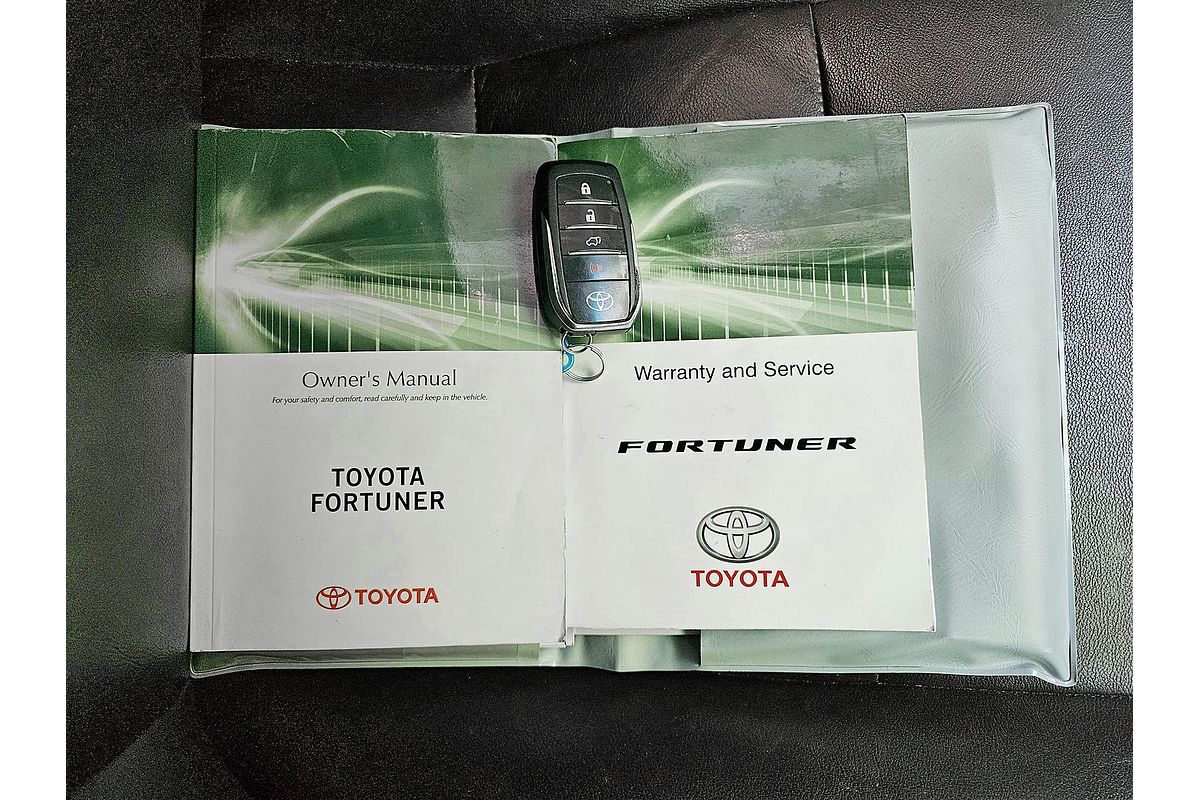 Owner's Manual
For your safety and comfort, read carefully and keep in the vehicle.
TOYOTA
FORTUNER
TOYOTA
Warranty and Service
FORTUNER
TOYOTA